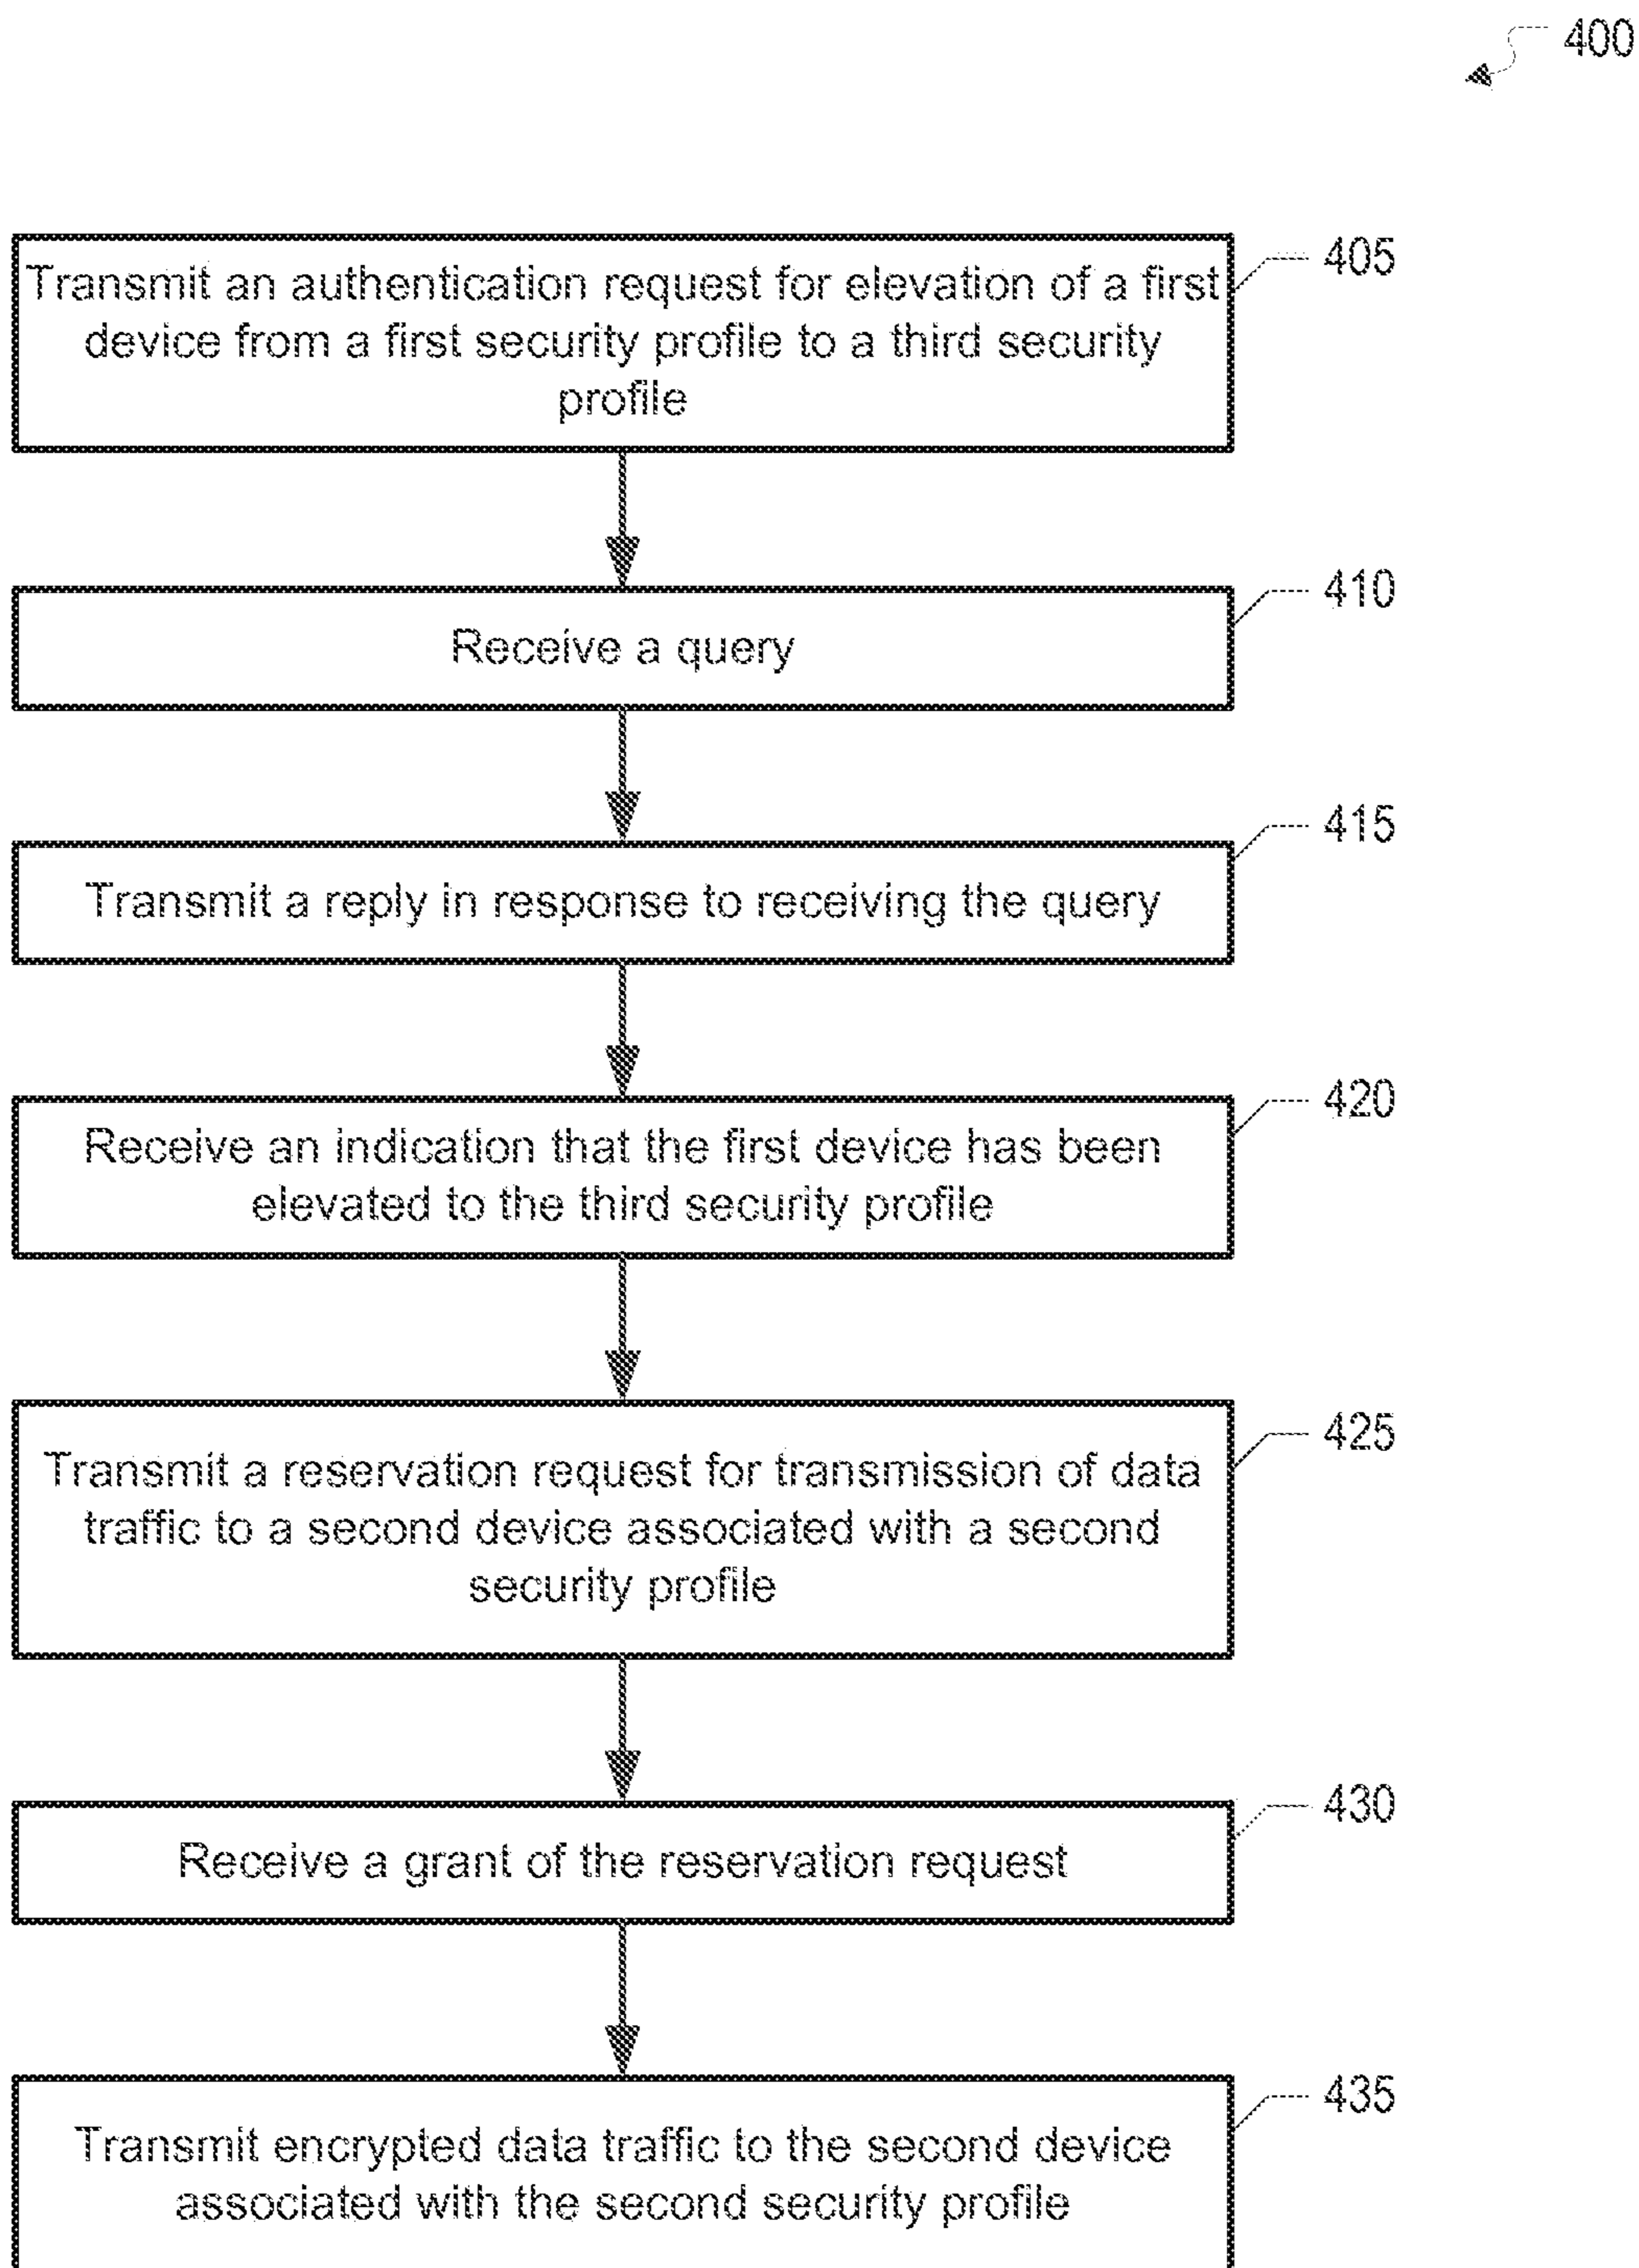 400
Transmit an authentication request for elevation of a first
device from a first security profile to a third security
profile
405
Receive a query
410
Transmit a reply in response to receiving the query
415
Receive an indication that the first device has been
elevated to the third security profile
420
Transmit a reservation request for transmission of data
traffic to a second device associated with a second
security profile
425
Receive a grant of the reservation request
430
Transmit encrypted data traffic to the second device
associated with the second security profile
435